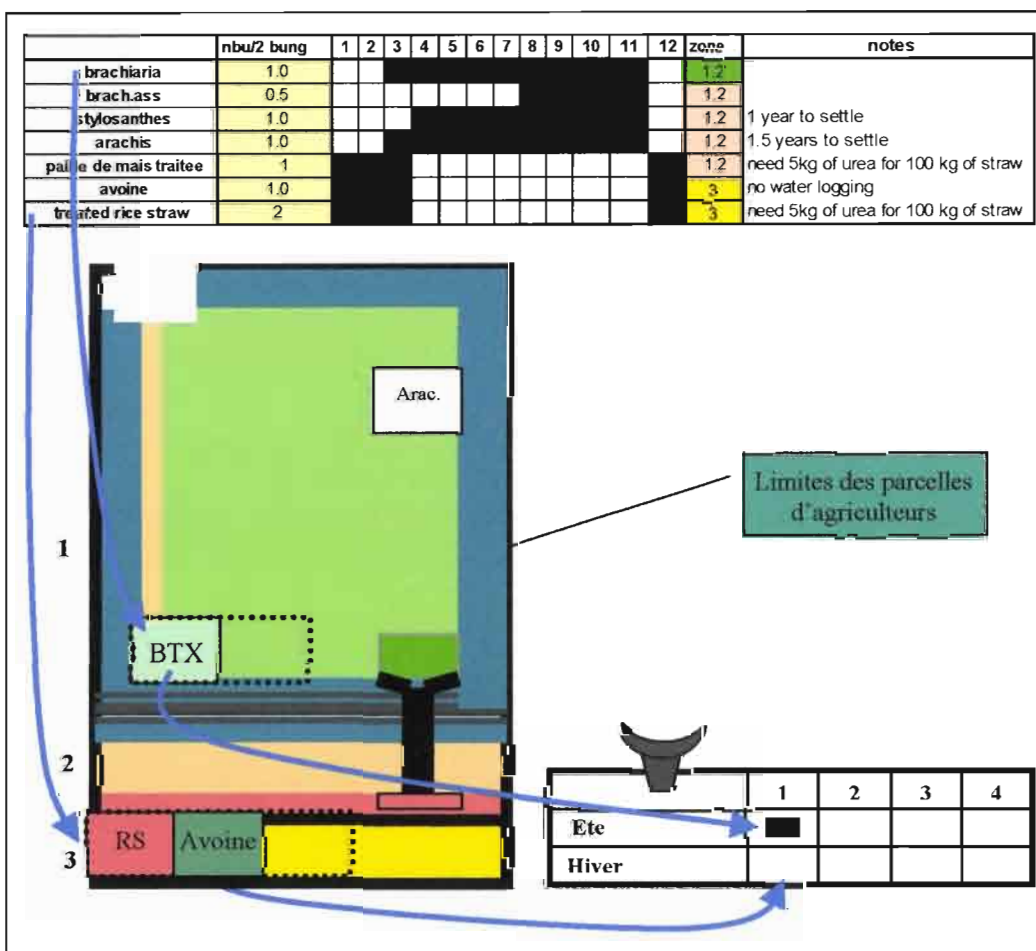 nbu/2 bung 1 2 3 4 5 6 7 8 9 10 11 12 zone notes
brachiaria 1.0 1.2
brach.ass 0.5 1.2
stylosanthes 1.0 1.2 1 year to settle
arachis 1.0 1.2 1.5 years to settle
paille de mais traitee 1 1.2 need 5kg of urea for 100 kg of straw
avoine 1.0 3 no water logging
treated rice straw 2 3 need 5kg of urea for 100 kg of straw
Arac.
Limites des parcelles
d'agriculteurs
1
BTX
2
1 2 3 4
Ete
RS Avoine
3
Hiver